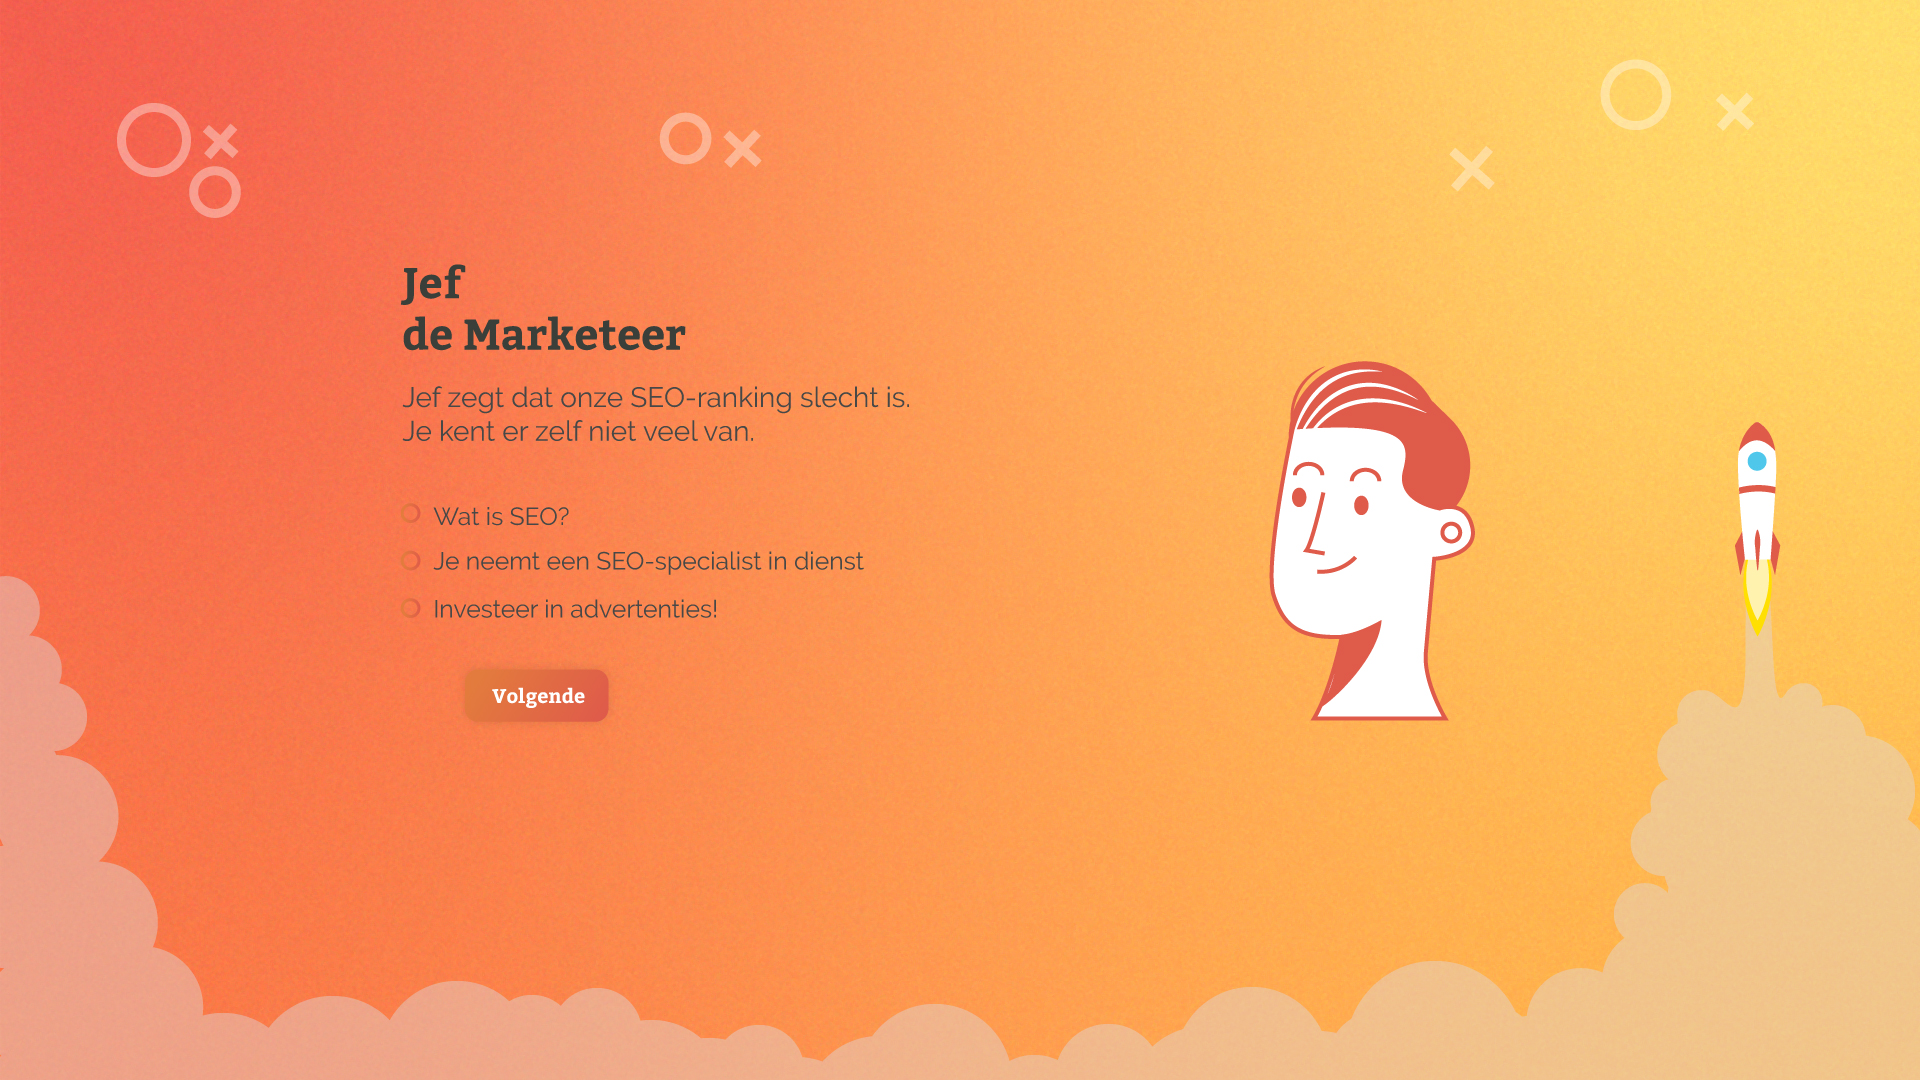 Jef
de Marketeer
Jef zegt dat onze SEO-ranking slecht is.
Je kent er zelf niet veel van.
Wat is SEO?
Je neemt een SEO-specialist in dienst
Investeer in advertenties!
Volgende